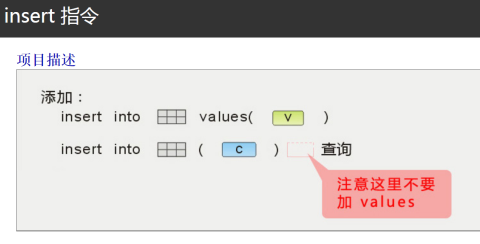 insert 指令
项目描述
添加：
insert into values( v )
insert into ( c ) 查询
注意这里不要
加 values